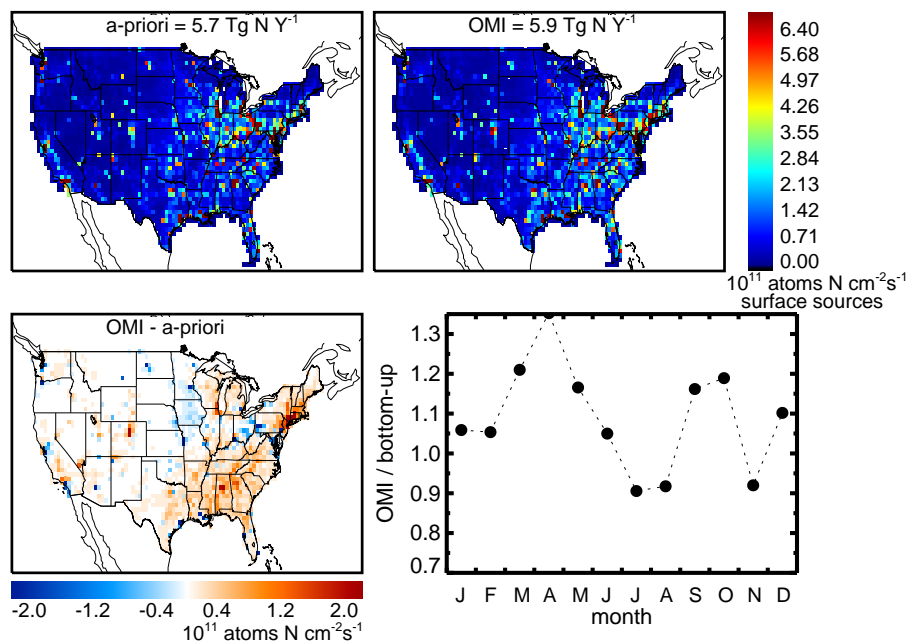 a-priori = 5.7 Tg N Y⁻¹
OMI = 5.9 Tg N Y⁻¹
6.40
5.68
4.97
4.26
3.55
2.84
2.13
1.42
0.71
0.00
10¹¹ atoms N cm⁻²s⁻¹
surface sources
OMI - a-priori
-2.0 -1.2 -0.4 0.4 1.2 2.0
10¹¹ atoms N cm⁻²s⁻¹
OMI / bottom-up
1.3
1.2
1.1
1.0
0.9
0.8
0.7
J F M A M J J A S O N D
month